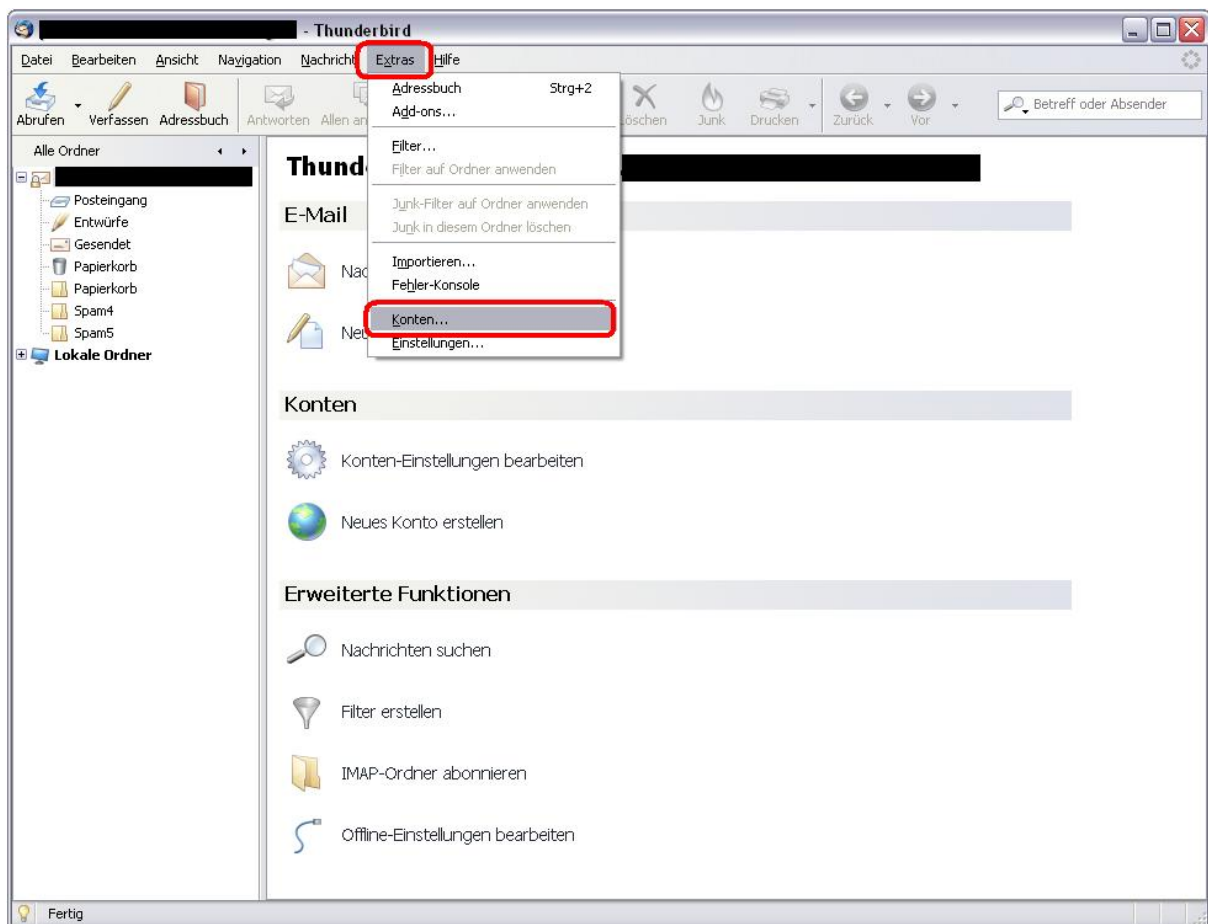 - Thunderbird
Datei Bearbeiten Ansicht Navigation Nachricht Extras Hilfe
Abrufen Verfassen Adressbuch Antworten Allen an Löschen Junk Drucken Zurück Vor Betreff oder Absender
Adressbuch Strg+2
Add-ons...
Filter...
Filter auf Ordner anwenden
Junk-Filter auf Ordner anwenden
Junk in diesem Ordner löschen
Importieren...
Fehler-Konsole
Konten...
Einstellungen...
Alle Ordner
Posteingang
Entwürfe
Gesendet
Papierkorb
Papierkorb
Spam4
Spam5
Lokale Ordner
Thund
E-Mail
Nac
Neu
Konten
Konten-Einstellungen bearbeiten
Neues Konto erstellen
Erweiterte Funktionen
Nachrichten suchen
Filter erstellen
IMAP-Ordner abonnieren
Offline-Einstellungen bearbeiten
Fertig